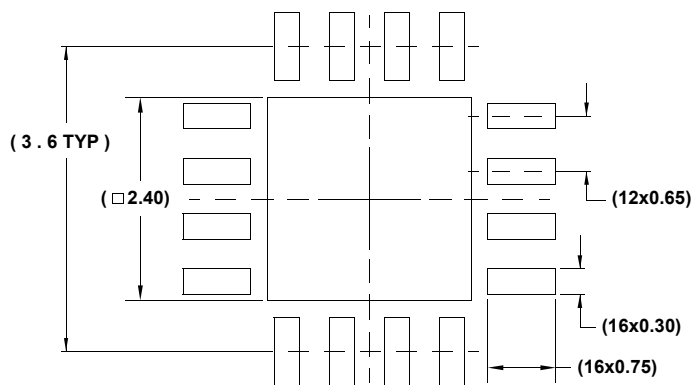 ( 3 . 6 TYP )
( □ 2.40)
(12x0.65)
(16x0.30)
(16x0.75)